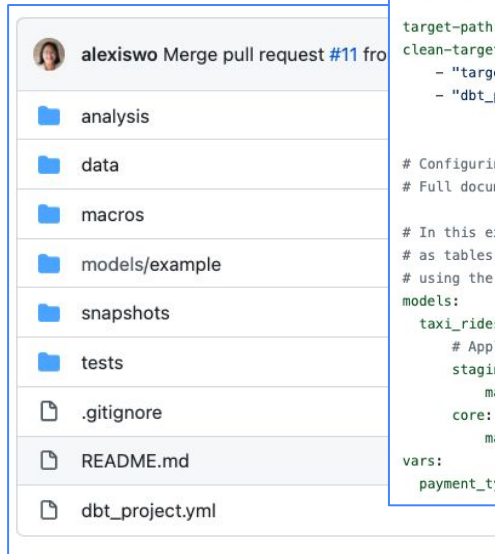 alexiswo Merge pull request #11 fro
analysis
data
macros
models/example
snapshots
tests
.gitignore
README.md
dbt_project.yml
target-path
clean-target
- "targe
- "dbt_p
# Configurin
# Full docum
# In this ex
# as tables
# using the
models:
taxi_rides
# App
stagin
ma
core:
ma
vars:
payment_ty